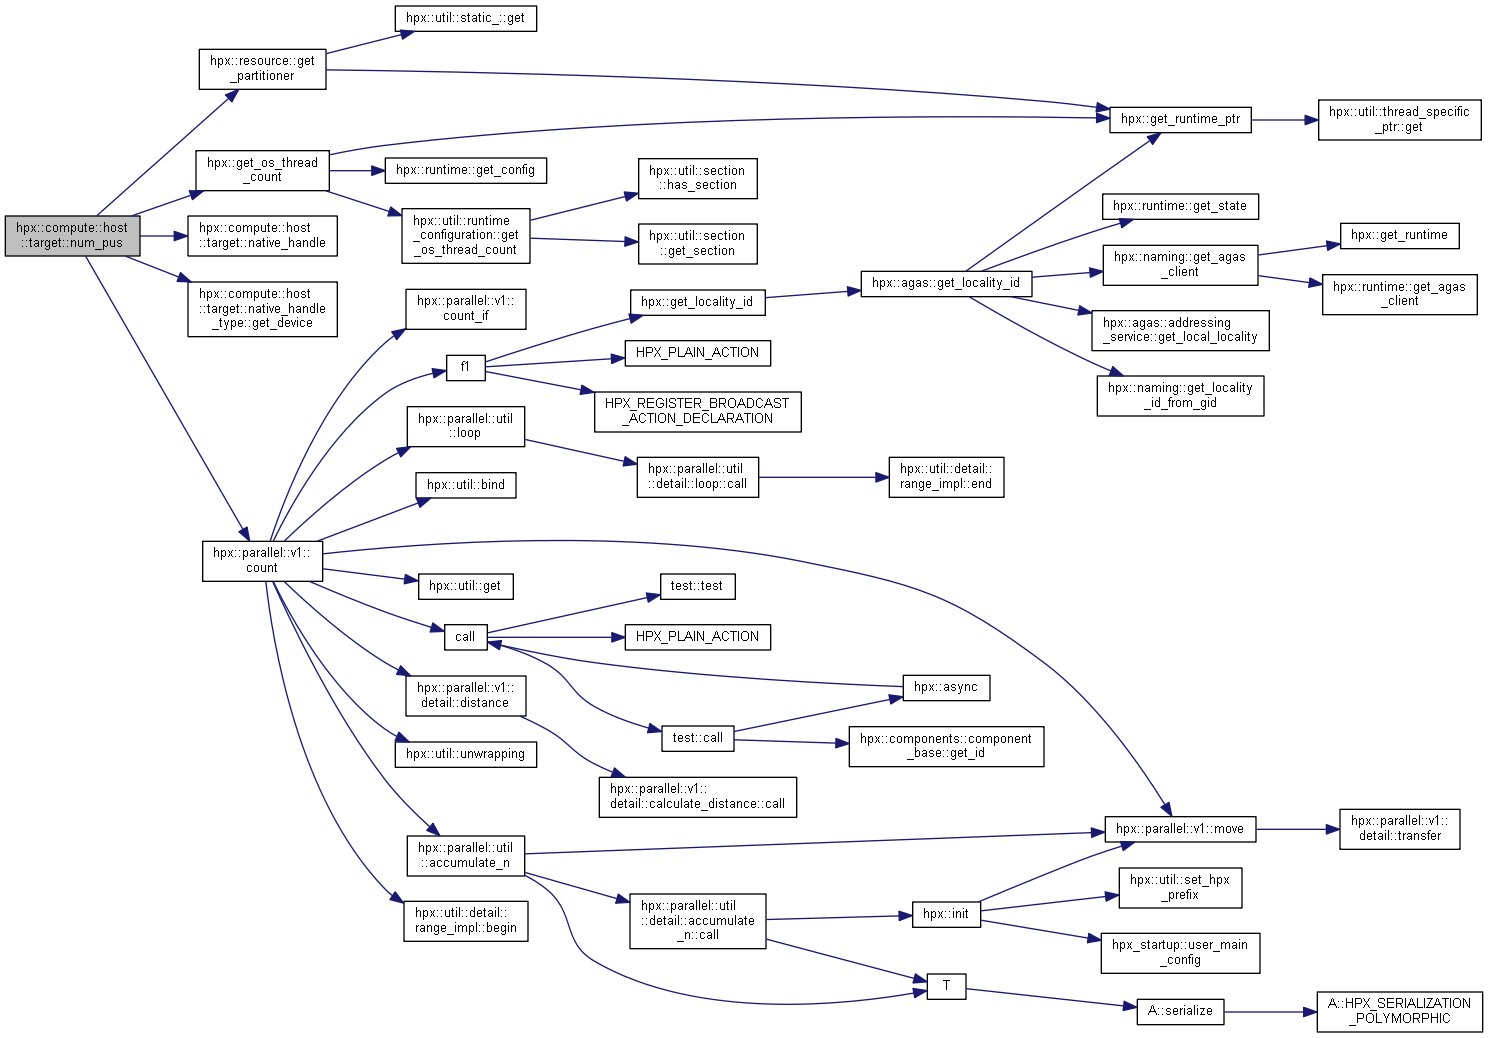 hpx::compute::host
::target::num_pus
hpx::resource::get
_partitioner
hpx::util::static_::get
hpx::get_runtime_ptr
hpx::util::thread_specific
_ptr::get
hpx::get_os_thread
_count
hpx::runtime::get_config
hpx::util::runtime
_configuration::get
_os_thread_count
hpx::util::section
::has_section
hpx::util::section
::get_section
hpx::compute::host
::target::native_handle
hpx::compute::host
::target::native_handle
_type::get_device
hpx::parallel::v1::
count
hpx::parallel::v1::
count_if
f1
hpx::get_locality_id
hpx::agas::get_locality_id
hpx::runtime::get_state
hpx::naming::get_agas
_client
hpx::get_runtime
hpx::runtime::get_agas
_client
hpx::agas::addressing
_service::get_local_locality
hpx::naming::get_locality
_id_from_gid
HPX_PLAIN_ACTION
HPX_REGISTER_BROADCAST
_ACTION_DECLARATION
hpx::parallel::util
::loop
hpx::parallel::util
::detail::loop::call
hpx::util::detail::
range_impl::end
hpx::util::bind
hpx::util::get
call
test::test
HPX_PLAIN_ACTION
test::call
hpx::async
hpx::components::component
_base::get_id
hpx::parallel::v1::
detail::distance
hpx::parallel::v1::
detail::calculate_distance::call
hpx::util::unwrapping
hpx::parallel::util
::accumulate_n
hpx::parallel::util
::detail::accumulate
_n::call
hpx::init
hpx::parallel::v1::move
hpx::parallel::v1::
detail::transfer
hpx::util::set_hpx
_prefix
hpx_startup::user_main
_config
T
A::serialize
A::HPX_SERIALIZATION
_POLYMORPHIC
hpx::util::detail::
range_impl::begin